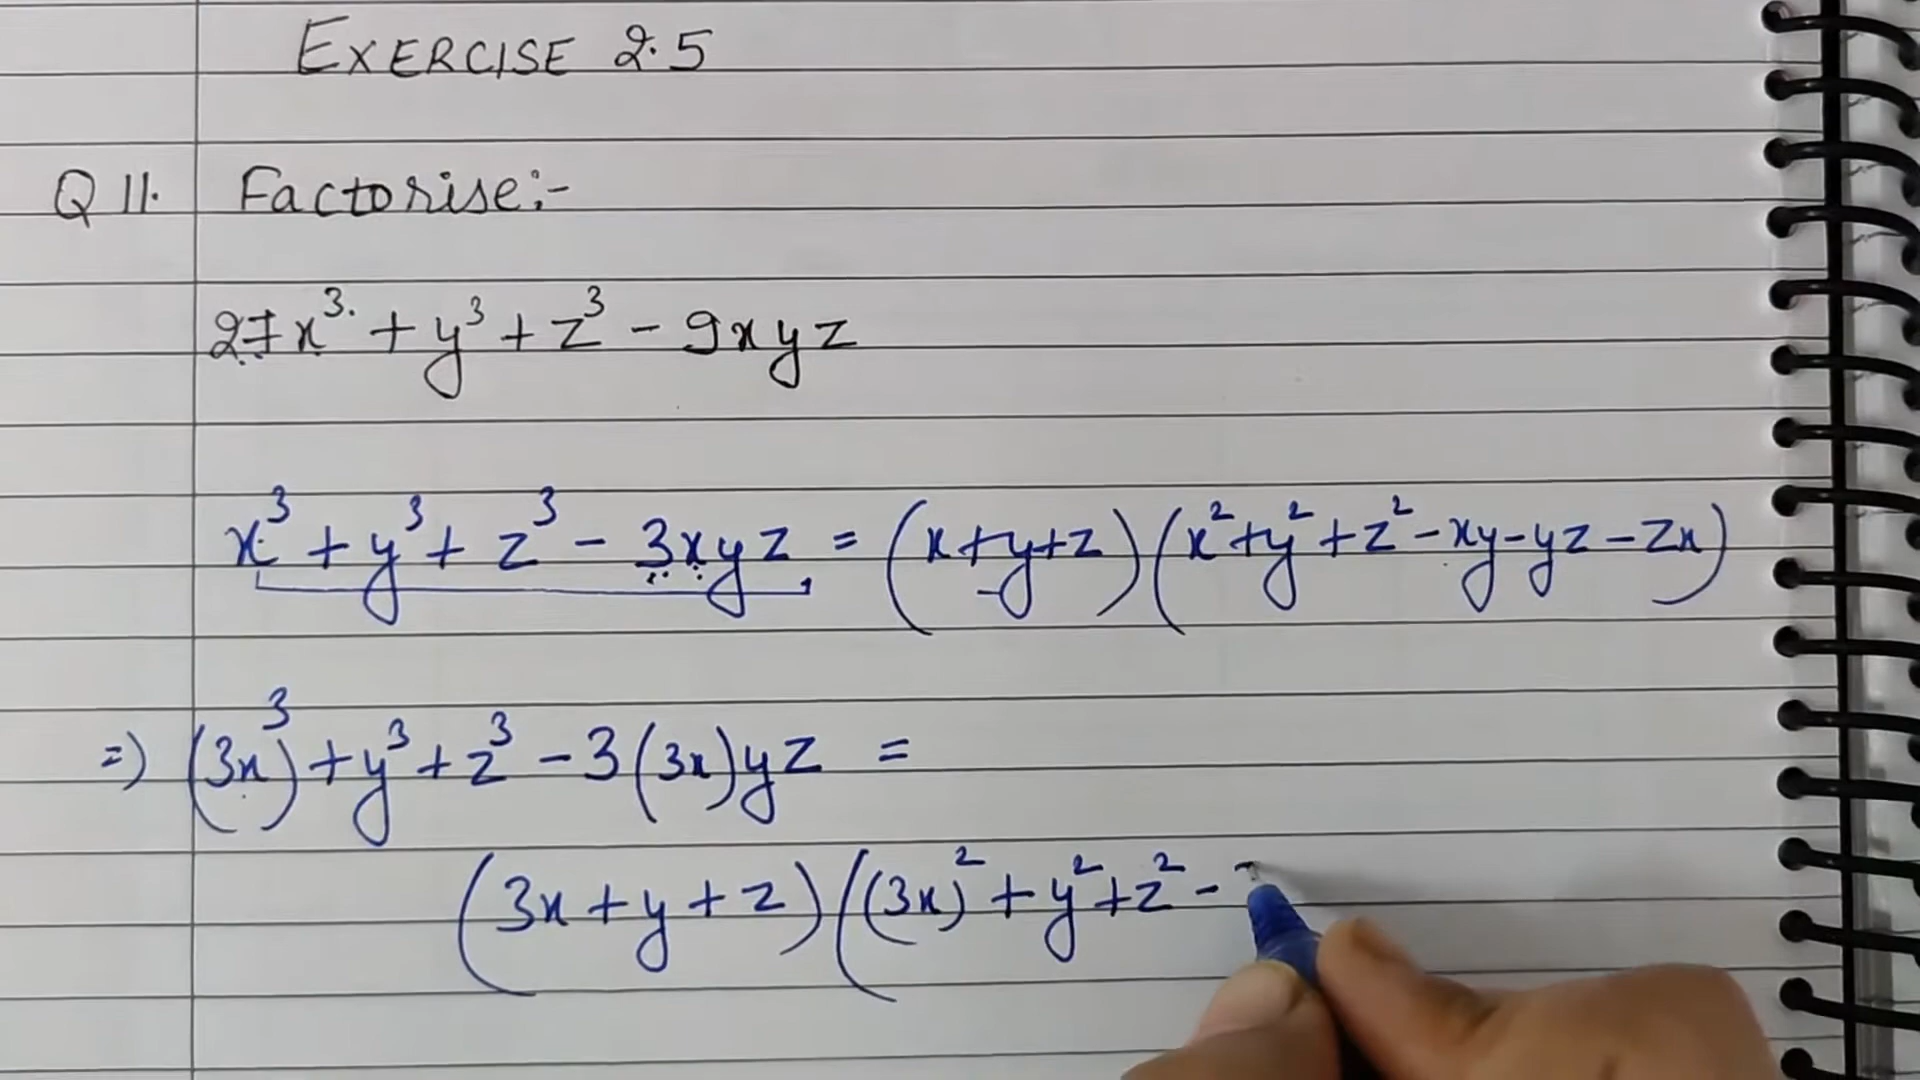 EXERCISE 2.5
Q 11. Factorise:-
27x³ + y³ + z³ - 9xyz
x³ + y³ + z³ - 3xyz = (x+y+z)(x²+y²+z²-xy-yz-zx)
=) (3x)³ + y³ + z³ - 3(3x)yz =
(3x+y+z)((3x)² + y² + z² -